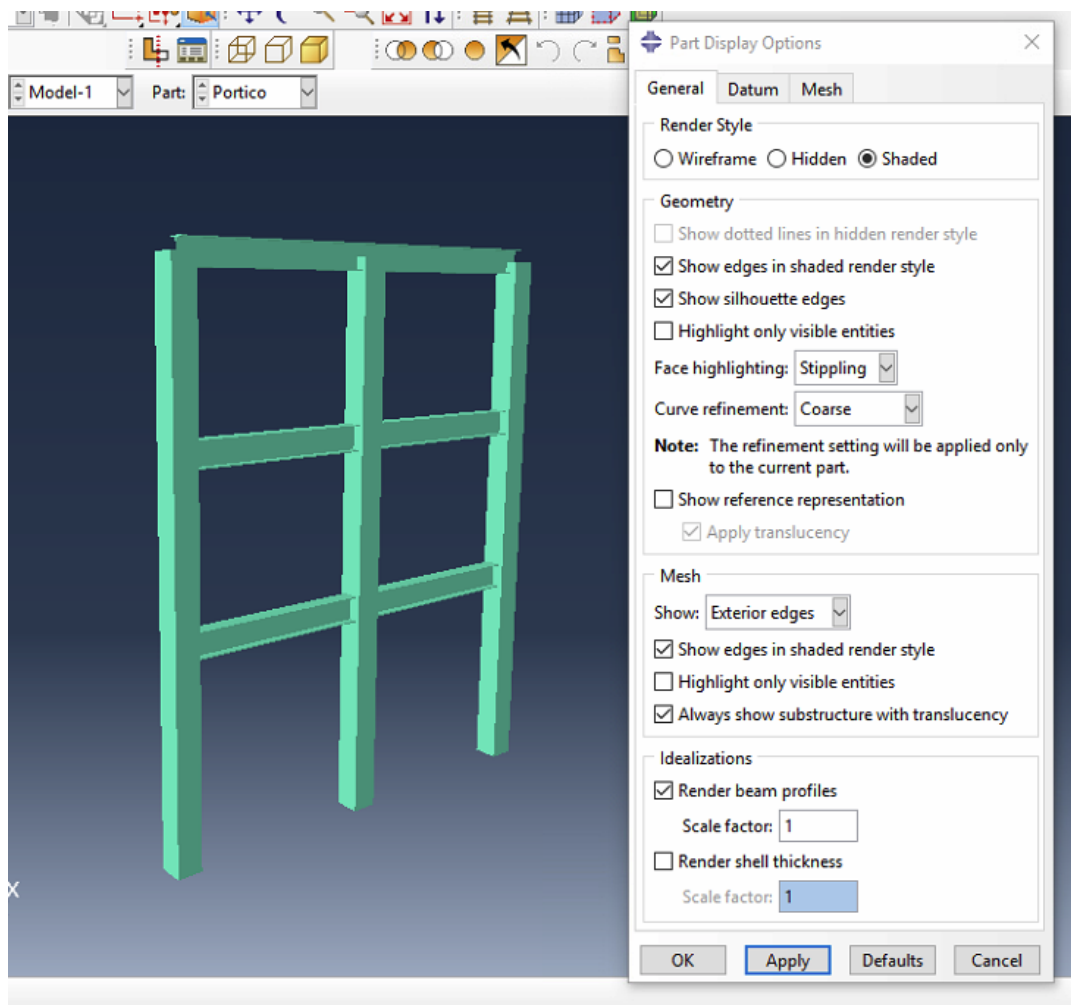 Part Display Options
Model-1 Part: Portico
General Datum Mesh
Render Style
Wireframe Hidden Shaded
Geometry
Show dotted lines in hidden render style
Show edges in shaded render style
Show silhouette edges
Highlight only visible entities
Face highlighting: Stippling
Curve refinement: Coarse
Note: The refinement setting will be applied only
to the current part.
Show reference representation
Apply translucency
Mesh
Show: Exterior edges
Show edges in shaded render style
Highlight only visible entities
Always show substructure with translucency
Idealizations
Render beam profiles
Scale factor: 1
Render shell thickness
Scale factor: 1
X
OK Apply Defaults Cancel